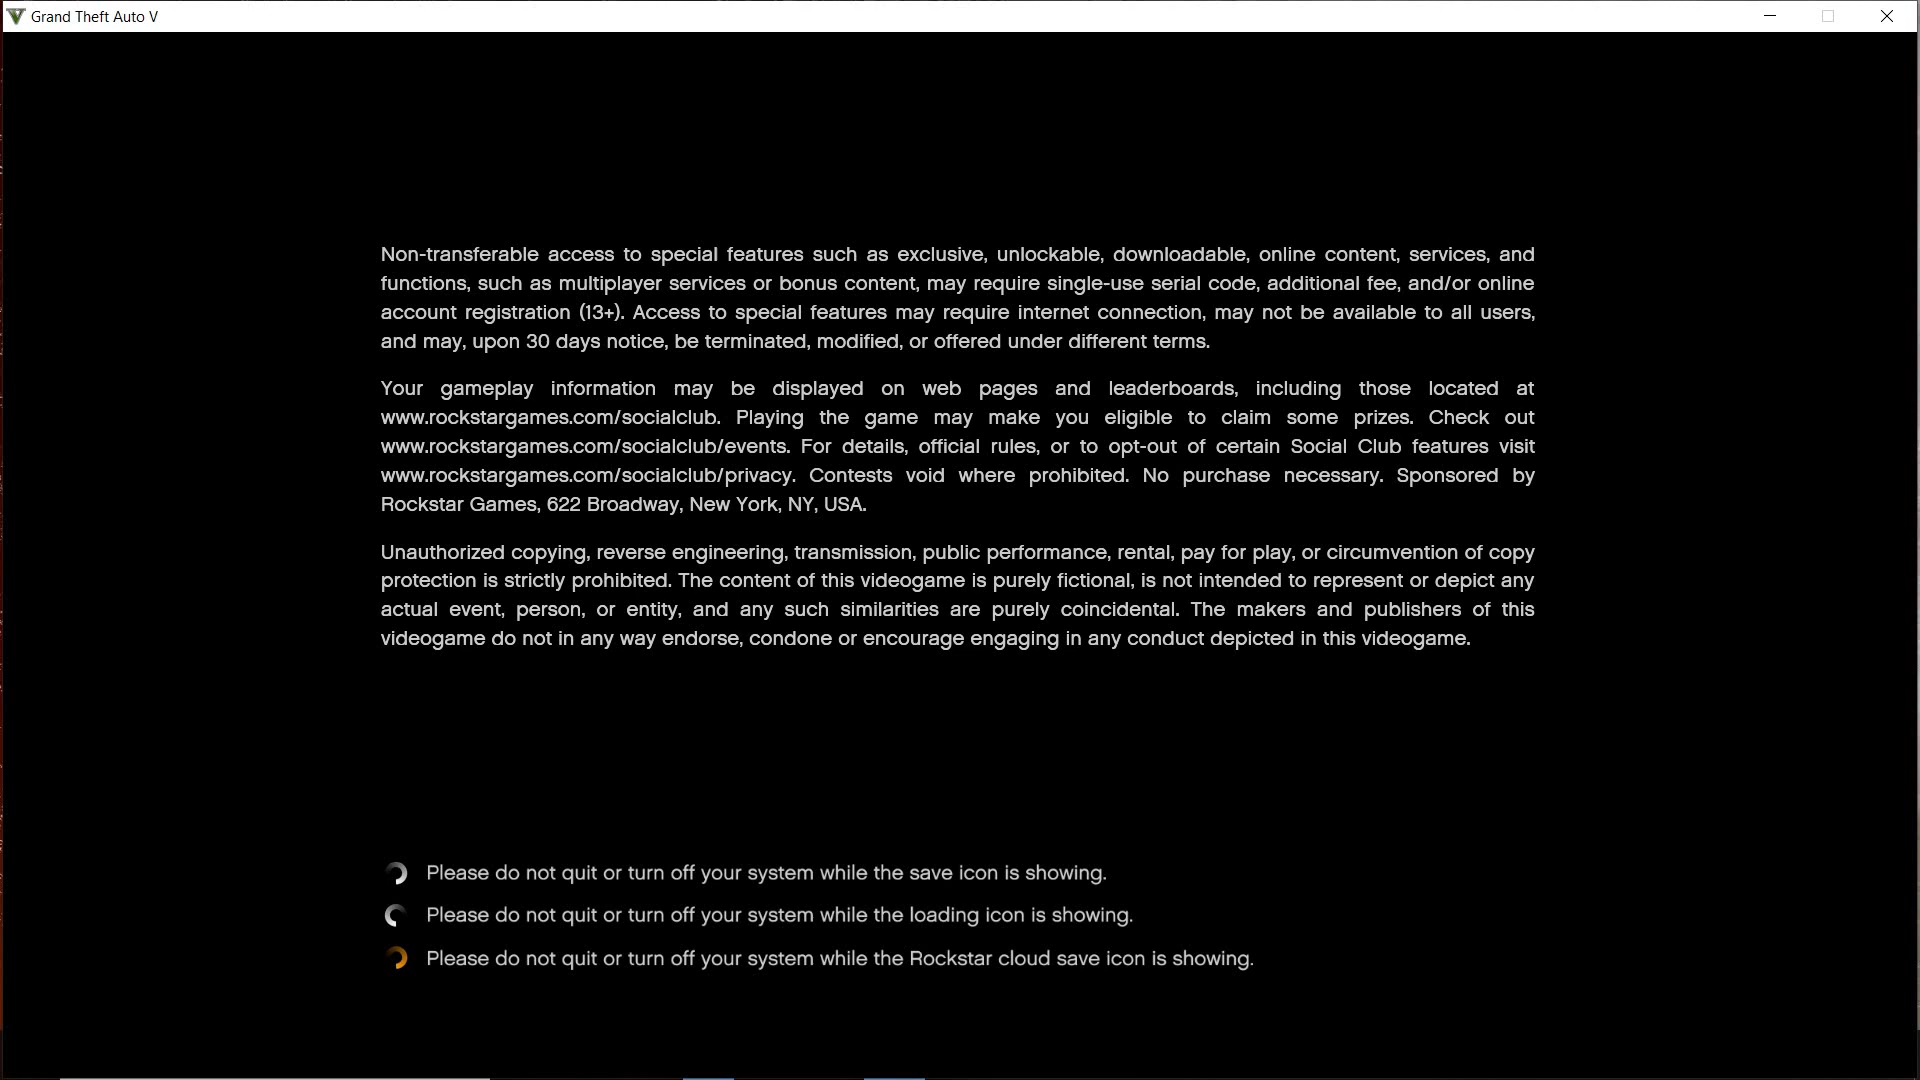 Grand Theft Auto V
Non-transferable access to special features such as exclusive, unlockable, downloadable, online content, services, and
functions, such as multiplayer services or bonus content, may require single-use serial code, additional fee, and/or online
account registration (13+). Access to special features may require internet connection, may not be available to all users,
and may, upon 30 days notice, be terminated, modified, or offered under different terms.
Your gameplay information may be displayed on web pages and leaderboards, including those located at
www.rockstargames.com/socialclub. Playing the game may make you eligible to claim some prizes. Check out
www.rockstargames.com/socialclub/events. For details, official rules, or to opt-out of certain Social Club features visit
www.rockstargames.com/socialclub/privacy. Contests void where prohibited. No purchase necessary. Sponsored by
Rockstar Games, 622 Broadway, New York, NY, USA.
Unauthorized copying, reverse engineering, transmission, public performance, rental, pay for play, or circumvention of copy
protection is strictly prohibited. The content of this videogame is purely fictional, is not intended to represent or depict any
actual event, person, or entity, and any such similarities are purely coincidental. The makers and publishers of this
videogame do not in any way endorse, condone or encourage engaging in any conduct depicted in this videogame.
Please do not quit or turn off your system while the save icon is showing.
Please do not quit or turn off your system while the loading icon is showing.
Please do not quit or turn off your system while the Rockstar cloud save icon is showing.